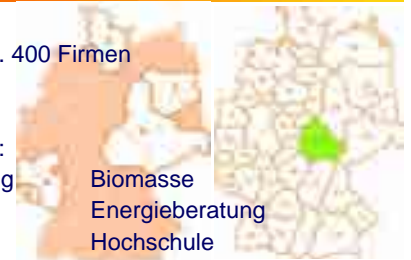 . 400 Firmen
:
g
Biomasse
Energieberatung
Hochschule